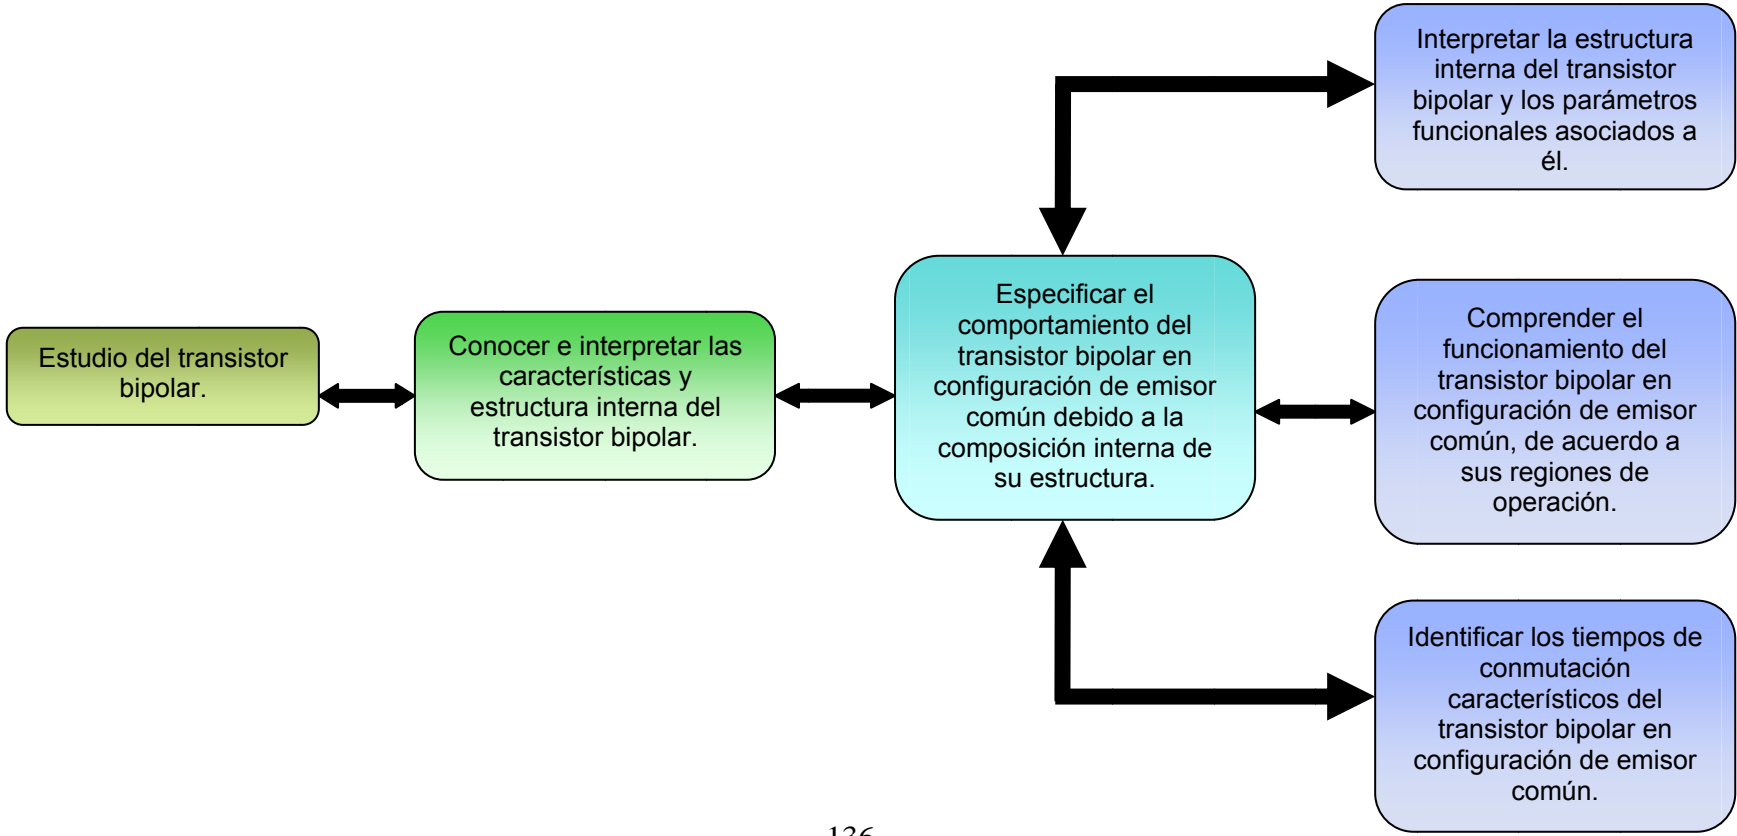 Estudio del transistor
bipolar.
Conocer e interpretar las
características y
estructura interna del
transistor bipolar.
Especificar el
comportamiento del
transistor bipolar en
configuración de emisor
común debido a la
composición interna de
su estructura.
Interpretar la estructura
interna del transistor
bipolar y los parámetros
funcionales asociados a
él.
Comprender el
funcionamiento del
transistor bipolar en
configuración de emisor
común, de acuerdo a
sus regiones de
operación.
Identificar los tiempos de
conmutación
característicos del
transistor bipolar en
configuración de emisor
común.